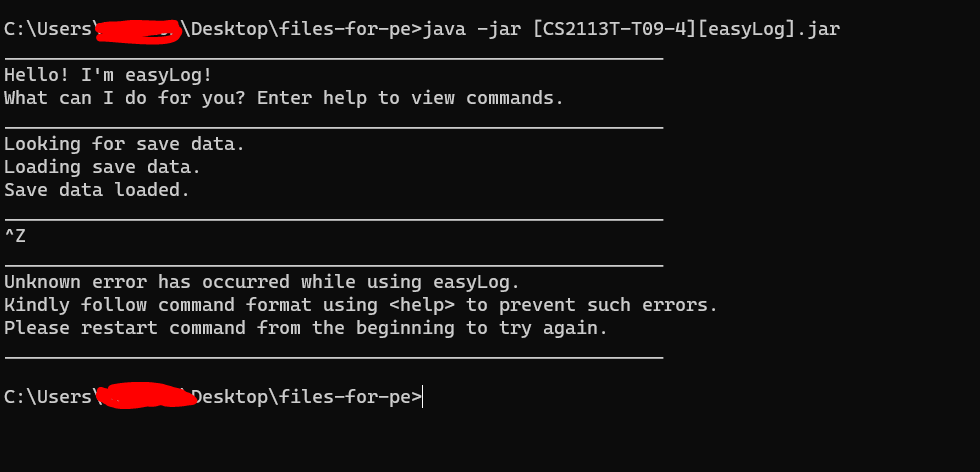 C:\Users\ \Desktop\files-for-pe>java -jar [CS2113T-T09-4][easyLog].jar
Hello! I'm easyLog!
What can I do for you? Enter help to view commands.
Looking for save data.
Loading save data.
Save data loaded.
^Z
Unknown error has occurred while using easyLog.
Kindly follow command format using <help> to prevent such errors.
Please restart command from the beginning to try again.
C:\Users\ Desktop\files-for-pe>